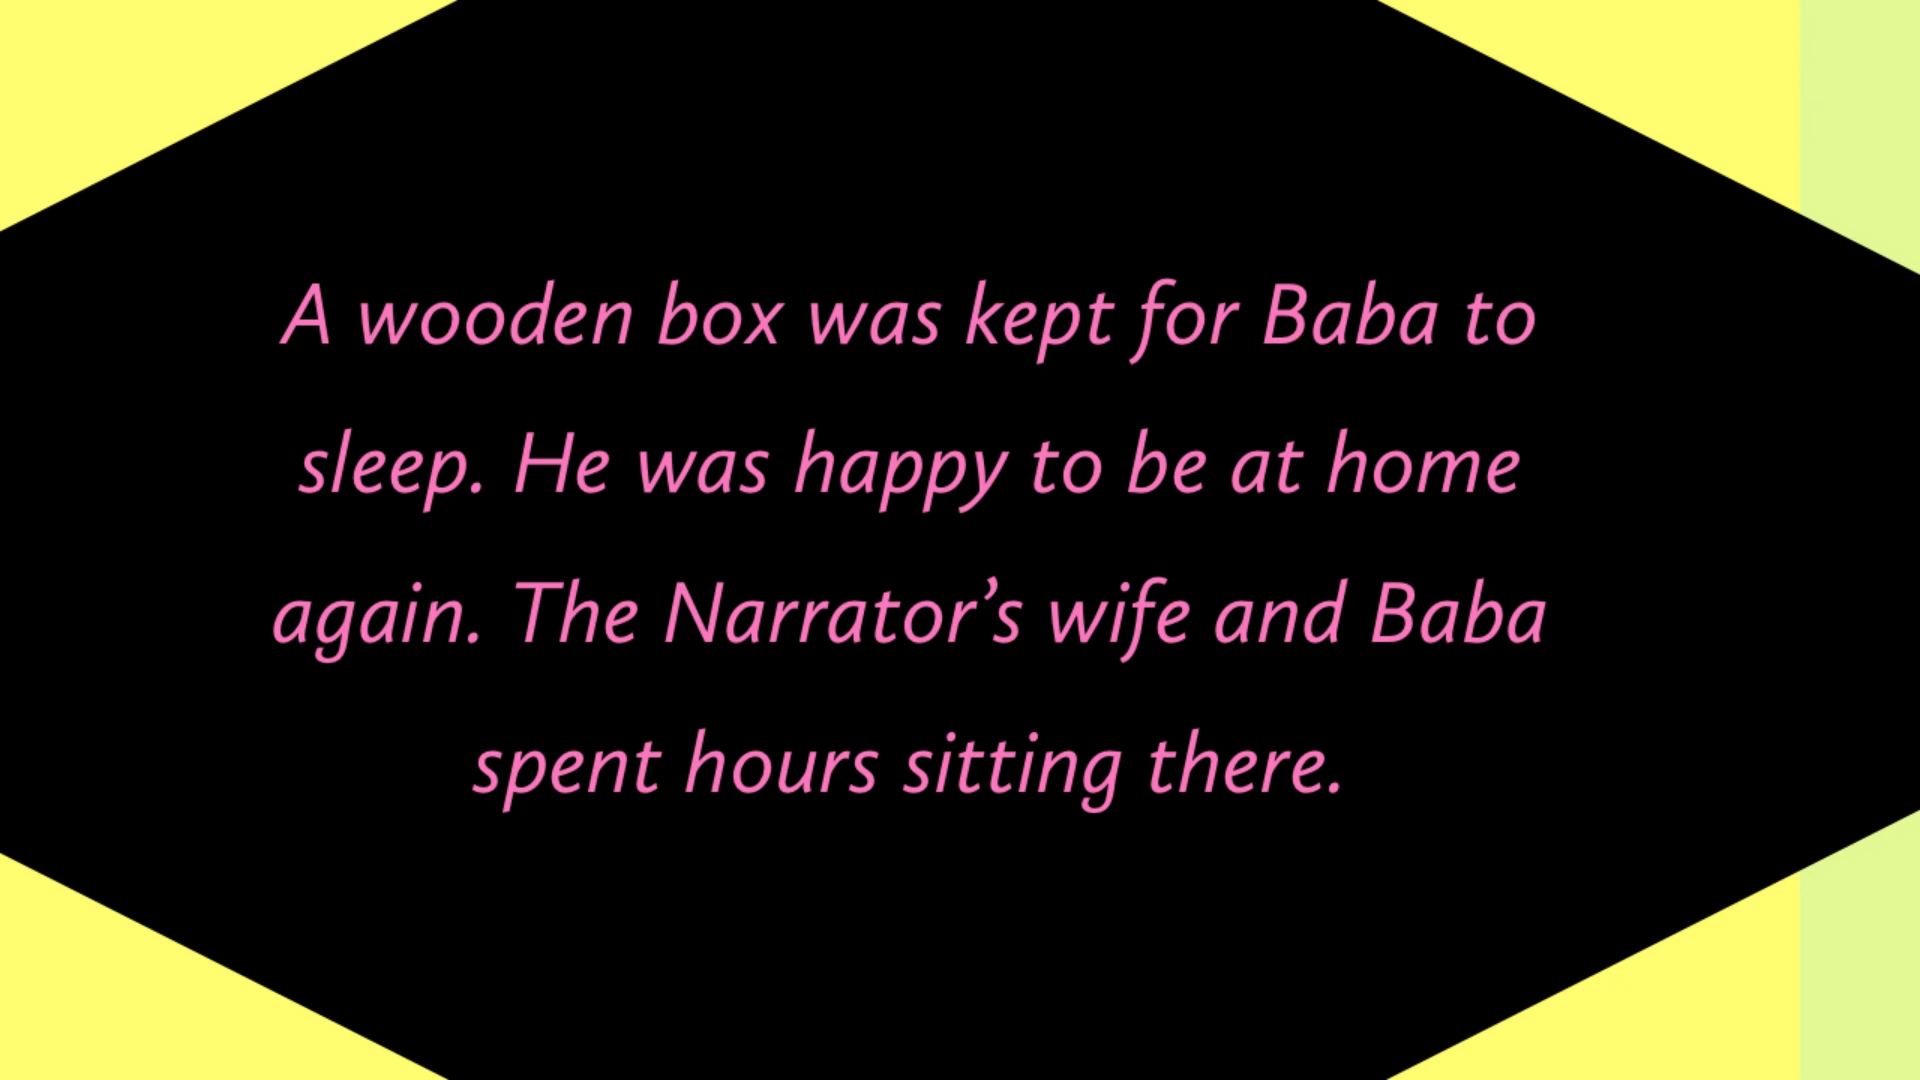 A wooden box was kept for Baba to
sleep. He was happy to be at home
again. The Narrator’s wife and Baba
spent hours sitting there.